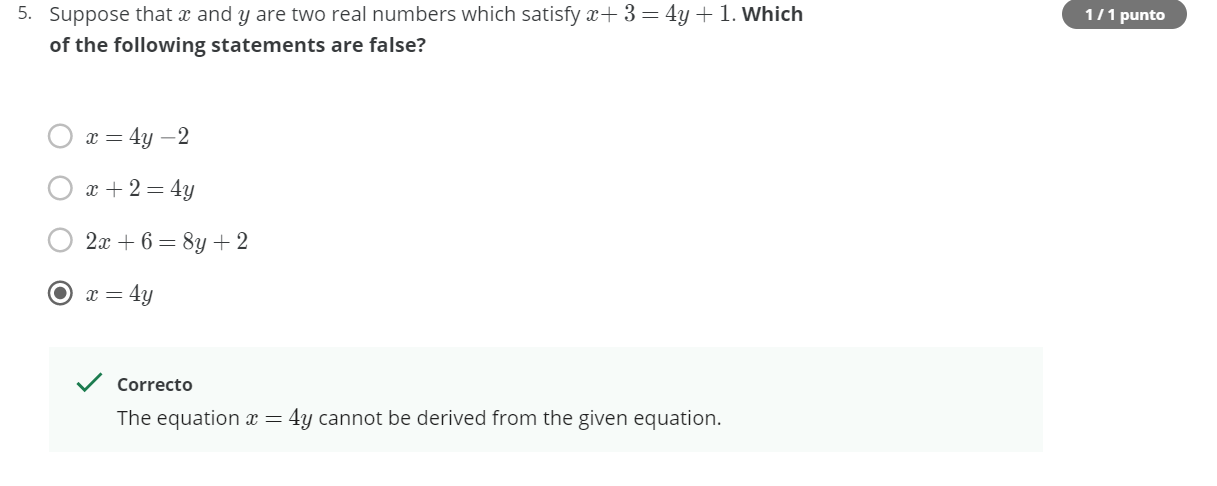 5. Suppose that x and y are two real numbers which satisfy x+ 3 = 4y + 1. Which
1 / 1 punto
of the following statements are false?
x = 4y −2
x + 2 = 4y
2x + 6 = 8y + 2
x = 4y
Correcto
The equation x = 4y cannot be derived from the given equation.